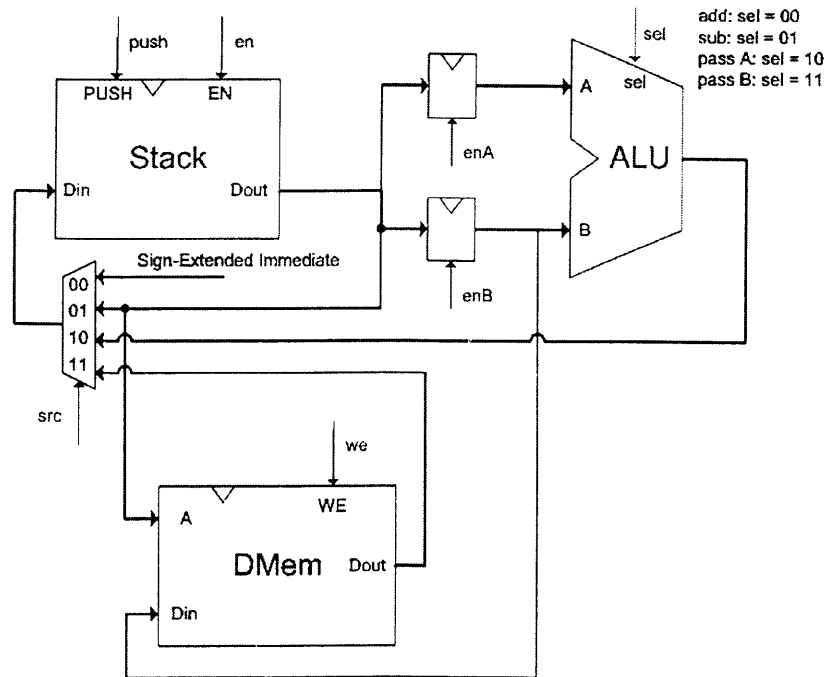 push
en
sel
add: sel = 00
sub: sel = 01
pass A: sel = 10
pass B: sel = 11
PUSH
EN
Stack
Din
Dout
enA
A
sel
ALU
B
enB
Sign-Extended Immediate
00
01
10
11
src
we
A
WE
DMem
Dout
Din